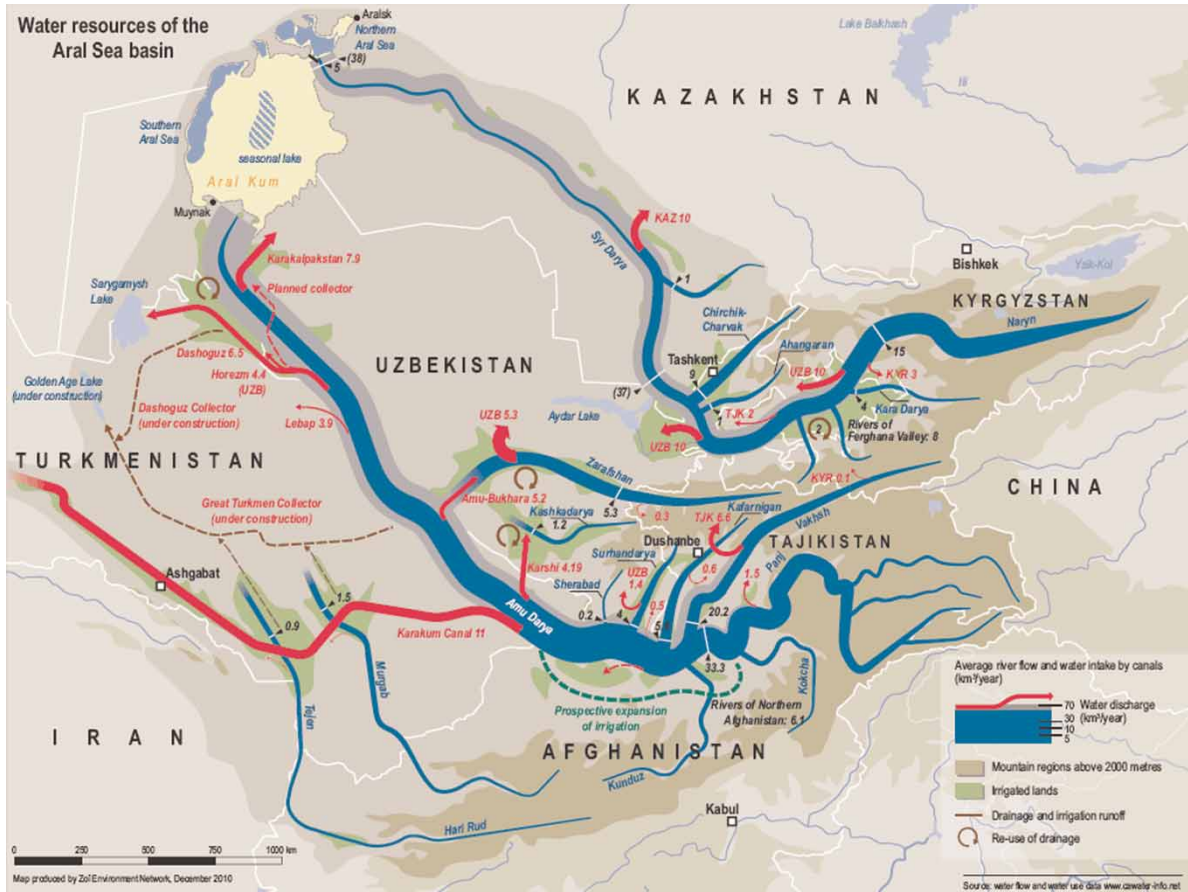 Water resources of the
Aral Sea basin
Aralsk
Northern
Aral Sea
(38)
5
Lake Balkhash
Ili
KAZAKHSTAN
Southern
Aral Sea
seasonal lake
Aral Kum
Muynak
KAZ 10
Syr Darya
Karakalpakstan 7.9
Planned collector
Sarygamysh
Lake
1
Bishkek
Ysik-Kol
KYRGYZSTAN
Naryn
Chirchik-
Charvak
Ahangaran
15
Tashkent
UZB 10
KYR 3
UZBEKISTAN
Dashoguz 6.5
Horezm 4.4
(UZB)
Golden Age Lake
(under construction)
Dashoguz Collector
(under construction)
Lebap 3.9
(37)
9
1
Aydar Lake
TJK 2
4
Kara Darya
2
Rivers of
Ferghana Valley: 8
UZB 5.3
UZB 10
TURKMENISTAN
Zarafshan
KYR 0.1
CHINA
Amu-Bukhara 5.2
5.3
Great Turkmen Collector
(under construction)
Kashkadarya
1.2
0.3
TJK 6.6
Kafarnigan
Vakhsh
Dushanbe
TAJIKISTAN
Surhandarya
Panj
Karshi 4.19
Sherabad
UZB
1.4
0.6
1.5
Ashgabat
0.5
0.2
4
5
20.2
1.5
0.9
Amu Darya
Karakum Canal 11
33.3
Murgab
Kokcha
Tejen
Prospective expansion
of irrigation
Rivers of Northern
Afghanistan: 6.1
IRAN
AFGHANISTAN
Kunduz
Kabul
Hari Rud
Average river flow and water intake by canals
(km³/year)
70 Water discharge
30 (km³/year)
10
5
Mountain regions above 2000 metres
Irrigated lands
Drainage and irrigation runoff
Re-use of drainage
0 250 500 750 1000 km
Map produced by Zoï Environment Network, December 2010
Source: water flow and water use data www.cawater-info.net